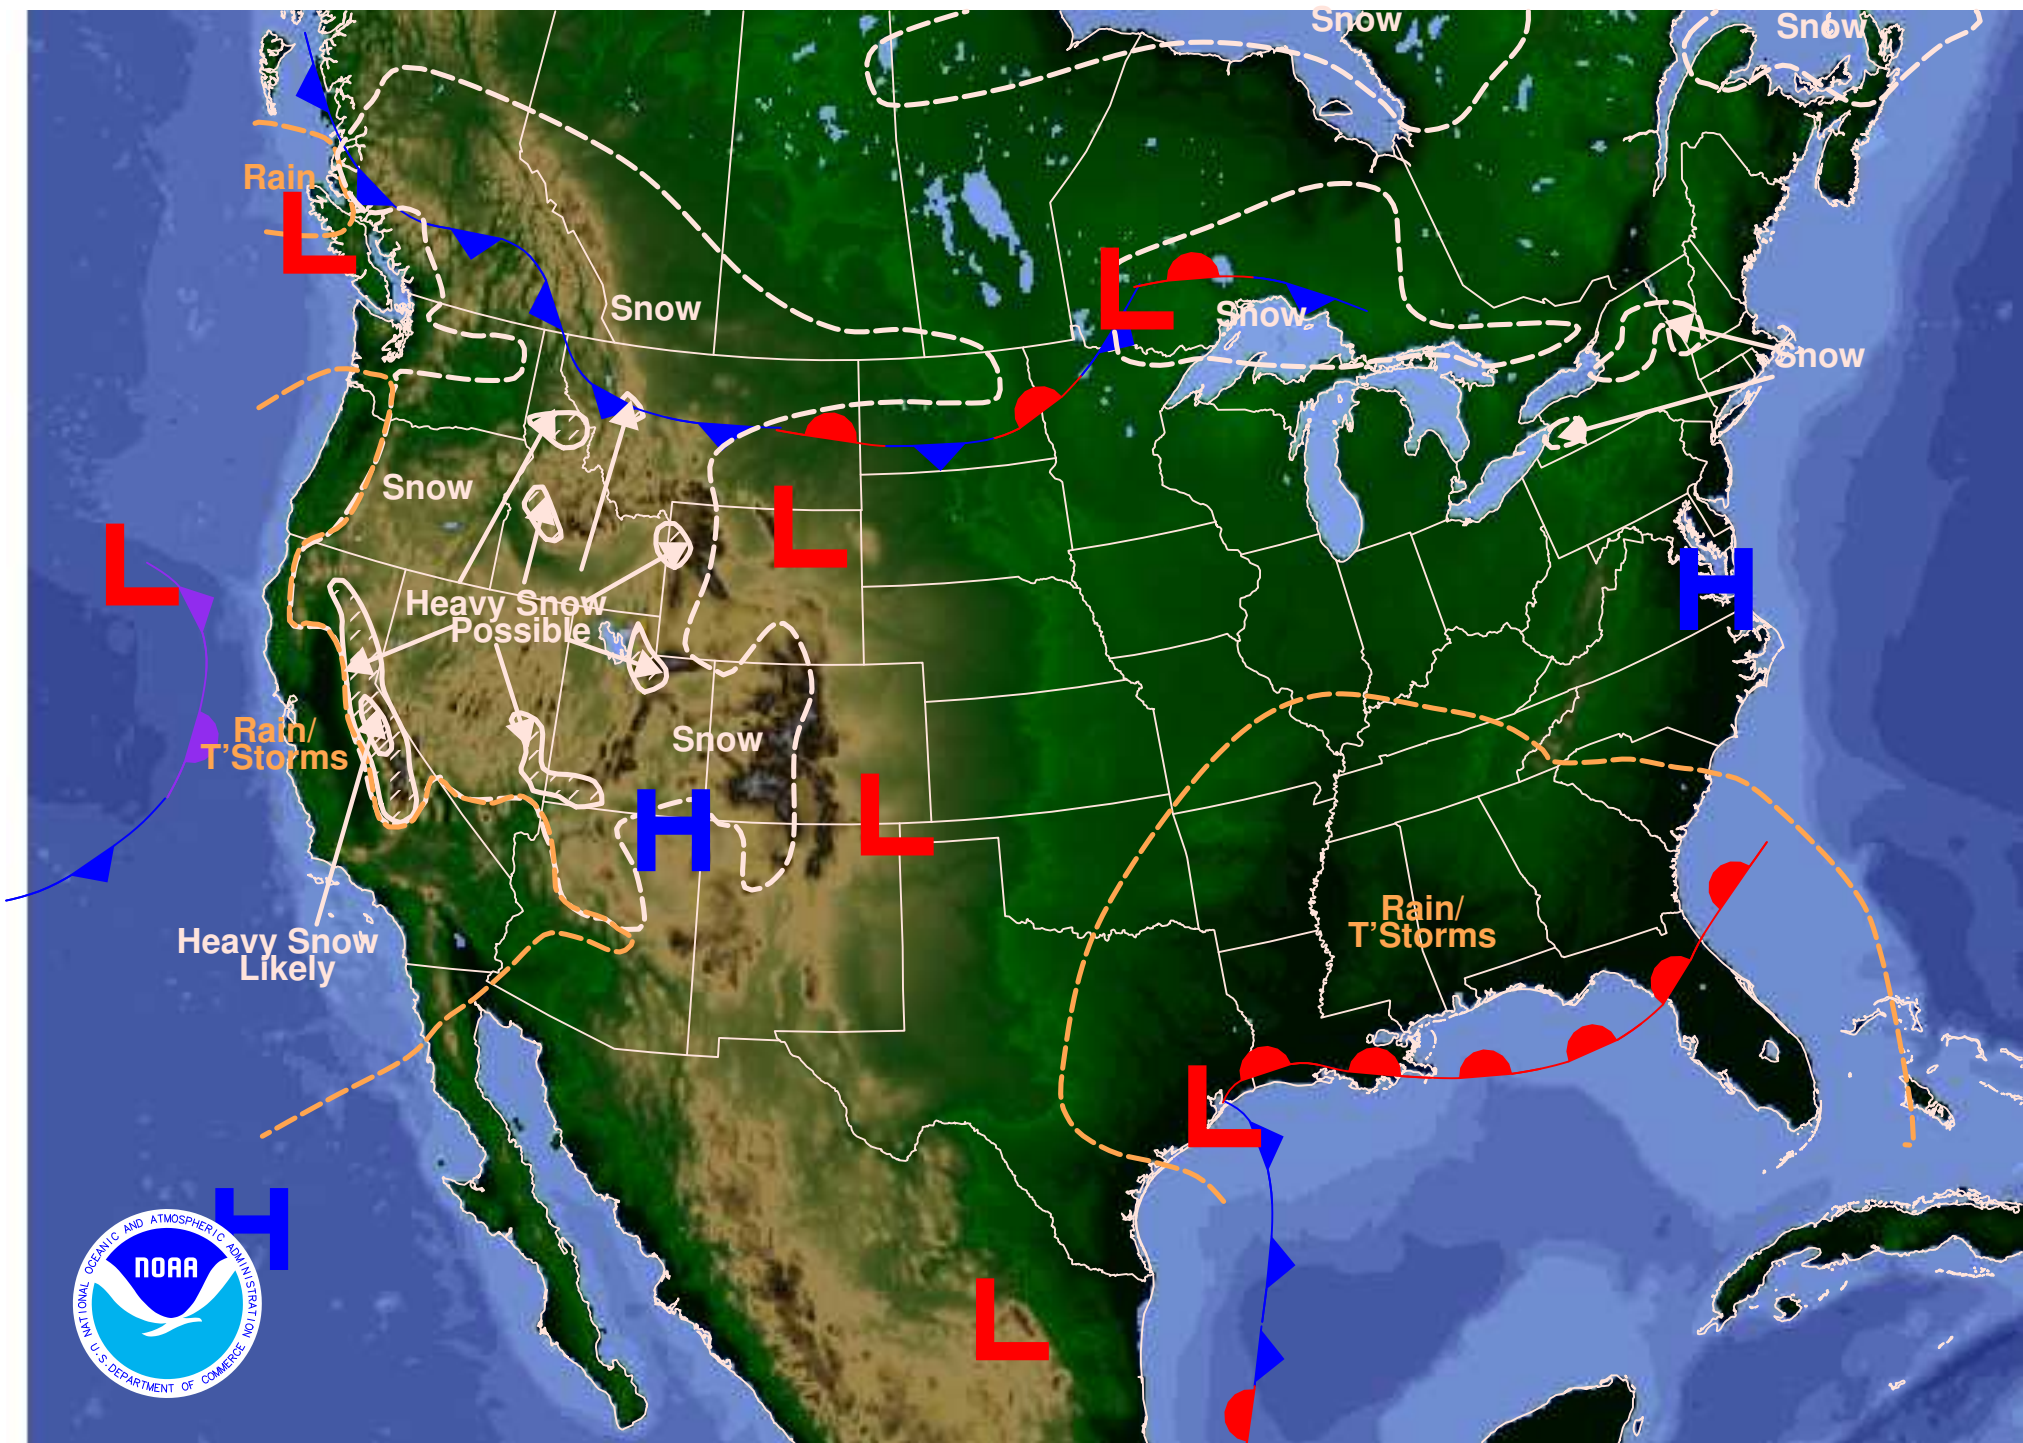 Snow
Snow
Rain
L
Snow
L
Snow
Snow
Snow
L
L
H
Heavy Snow
Possible
Rain/
T'Storms
Snow
H
L
Rain/
T'Storms
Heavy Snow
Likely
L
H
L
NATIONAL OCEANIC AND ATMOSPHERIC ADMINISTRATION
NOAA
U.S. DEPARTMENT OF COMMERCE